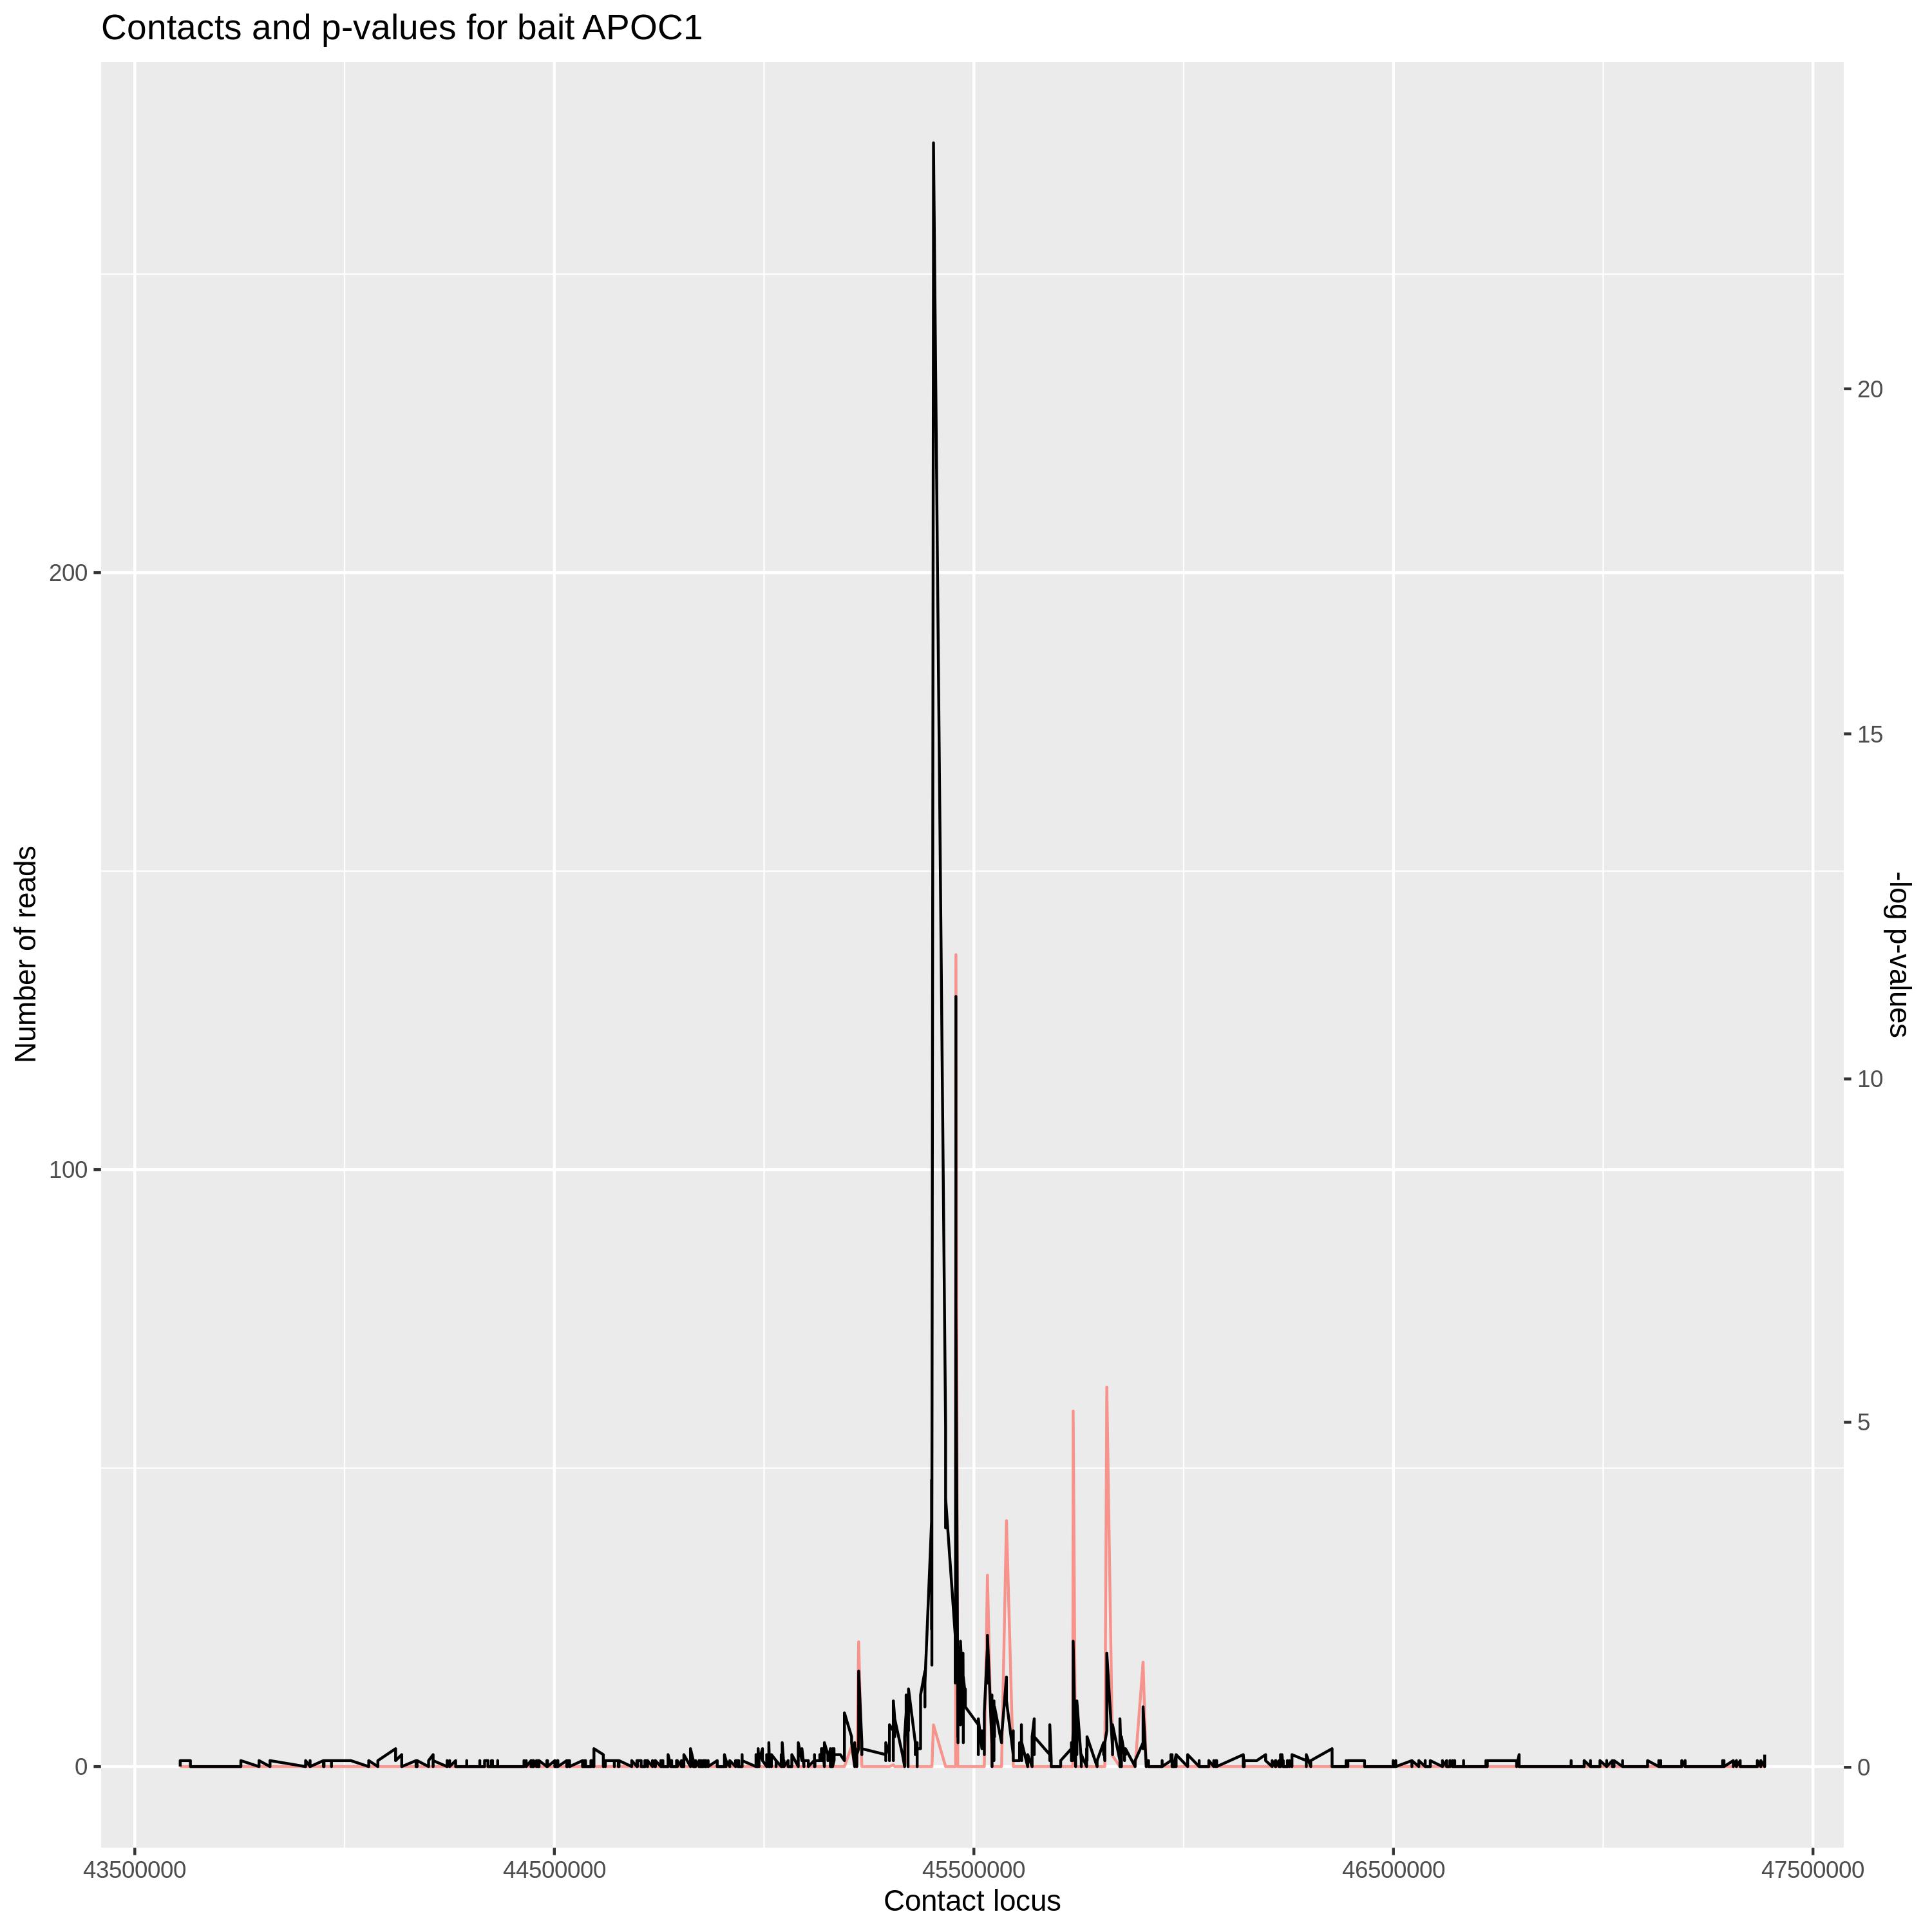 Contacts and p-values for bait APOC1
Number of reads
200
100
0
20
15
10
5
0
-log p-values
43500000 44500000 45500000 46500000 47500000
Contact locus